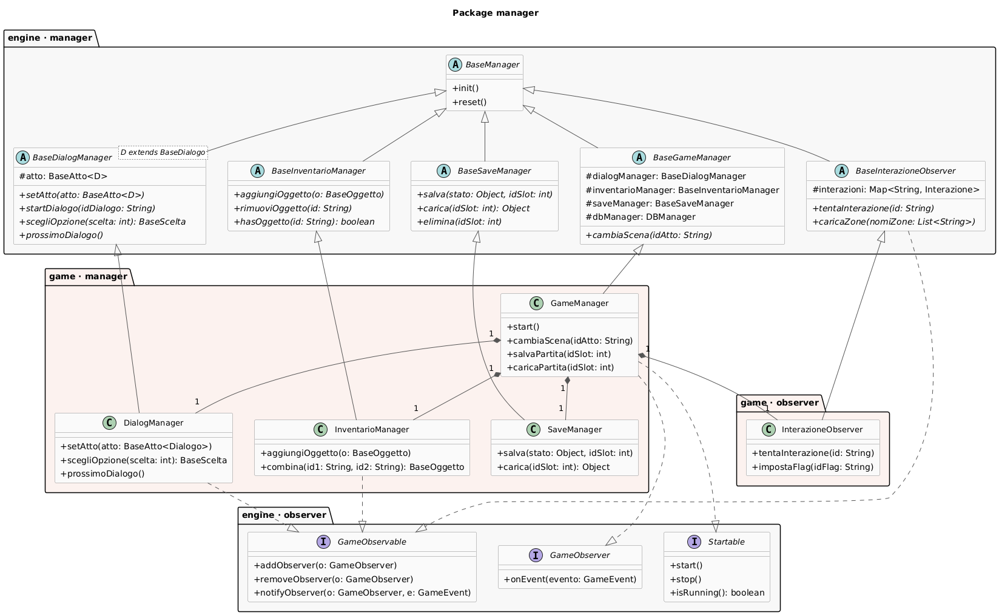 Package manager
engine · manager
A BaseManager
+init()
+reset()
A BaseDialogManager
D extends BaseDialogo
#atto: BaseAtto<D>
+setAtto(atto: BaseAtto<D>)
+startDialogo(idDialogo: String)
+scegliOpzione(scelta: int): BaseScelta
+prossimoDialogo()
A BaseInventarioManager
+aggiungiOggetto(o: BaseOggetto)
+rimuoviOggetto(id: String)
+hasOggetto(id: String): boolean
A BaseSaveManager
+salva(stato: Object, idSlot: int)
+carica(idSlot: int): Object
+elimina(idSlot: int)
A BaseGameManager
#dialogManager: BaseDialogManager
#inventarioManager: BaseInventarioManager
#saveManager: BaseSaveManager
#dbManager: DBManager
+cambiaScena(idAtto: String)
A BaseInterazioneObserver
#interazioni: Map<String, Interazione>
+tentaInterazione(id: String)
+caricaZone(nomiZone: List<String>)
game · manager
C GameManager
+start()
+cambiaScena(idAtto: String)
+salvaPartita(idSlot: int)
+caricaPartita(idSlot: int)
1
1
1
1
1
1
1
1
C DialogManager
+setAtto(atto: BaseAtto<Dialogo>)
+scegliOpzione(scelta: int): BaseScelta
+prossimoDialogo()
C InventarioManager
+aggiungiOggetto(o: BaseOggetto)
+combina(id1: String, id2: String): BaseOggetto
C SaveManager
+salva(stato: Object, idSlot: int)
+carica(idSlot: int): Object
game · observer
C InterazioneObserver
+tentaInterazione(id: String)
+impostaFlag(idFlag: String)
engine · observer
I GameObservable
+addObserver(o: GameObserver)
+removeObserver(o: GameObserver)
+notifyObserver(o: GameObserver, e: GameEvent)
I GameObserver
+onEvent(evento: GameEvent)
I Startable
+start()
+stop()
+isRunning(): boolean